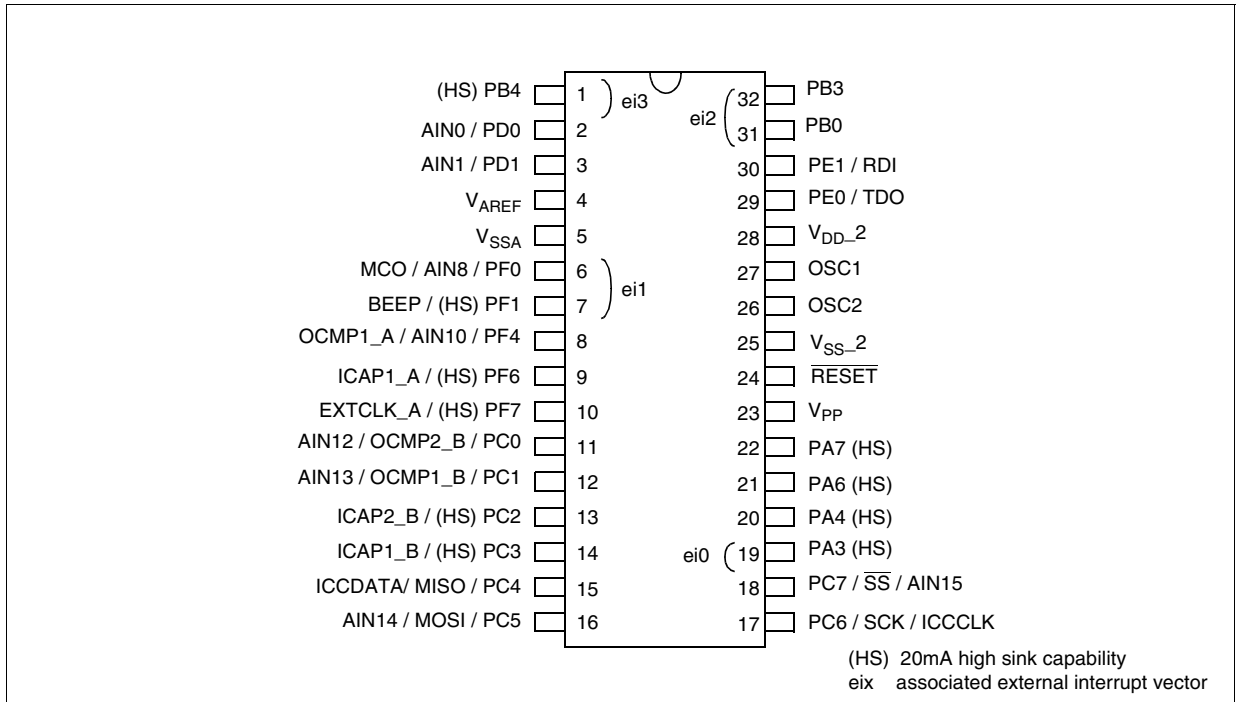 (HS) PB4 1 ei3 ei2 32 PB3
AIN0 / PD0 2 31 PB0
AIN1 / PD1 3 30 PE1 / RDI
VAREF 4 29 PE0 / TDO
VSSA 5 28 VDD_2
MCO / AIN8 / PF0 6 ei1 27 OSC1
BEEP / (HS) PF1 7 26 OSC2
OCMP1_A / AIN10 / PF4 8 25 VSS_2
ICAP1_A / (HS) PF6 9 24 RESET
EXTCLK_A / (HS) PF7 10 23 VPP
AIN12 / OCMP2_B / PC0 11 22 PA7 (HS)
AIN13 / OCMP1_B / PC1 12 21 PA6 (HS)
ICAP2_B / (HS) PC2 13 20 PA4 (HS)
ICAP1_B / (HS) PC3 14 ei0 19 PA3 (HS)
ICCDATA/ MISO / PC4 15 18 PC7 / SS / AIN15
AIN14 / MOSI / PC5 16 17 PC6 / SCK / ICCCLK
(HS) 20mA high sink capability
eix associated external interrupt vector